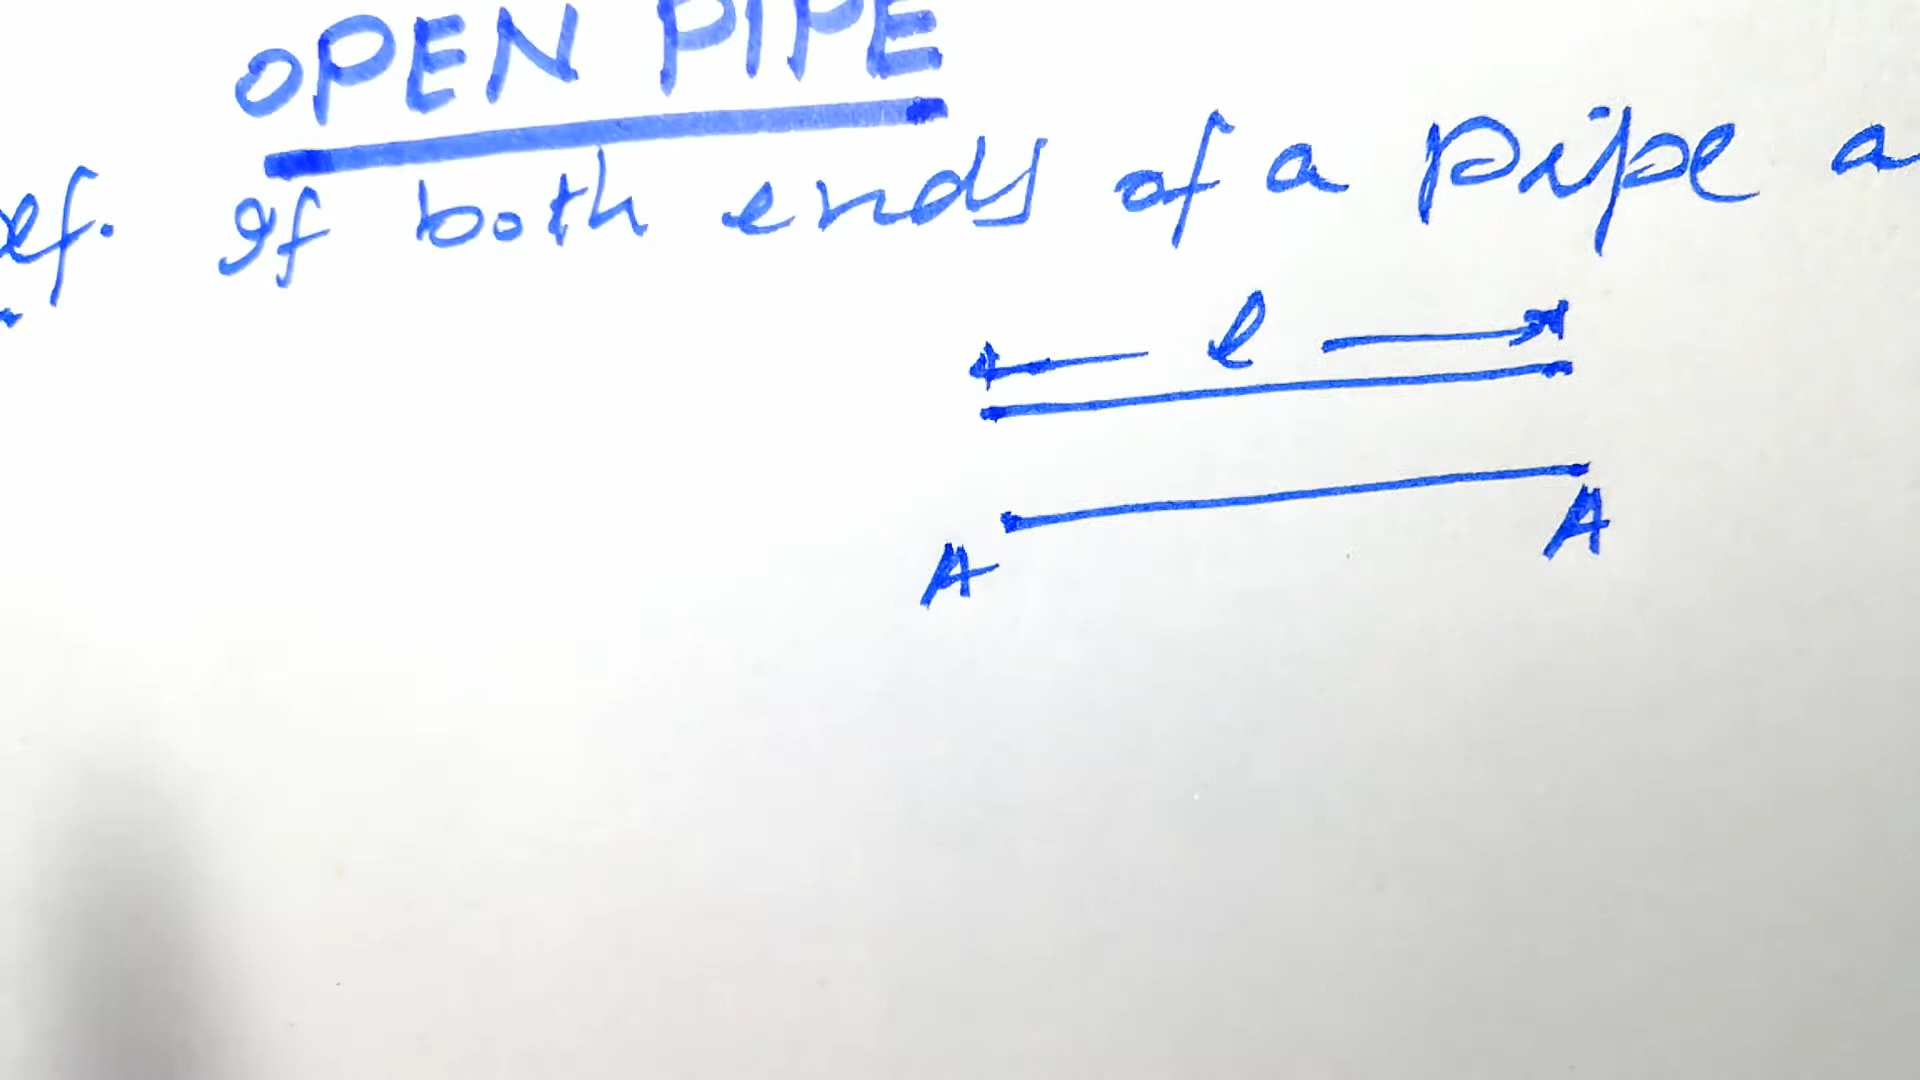 OPEN PIPE
ef. If both ends of a pipe a
l
A A